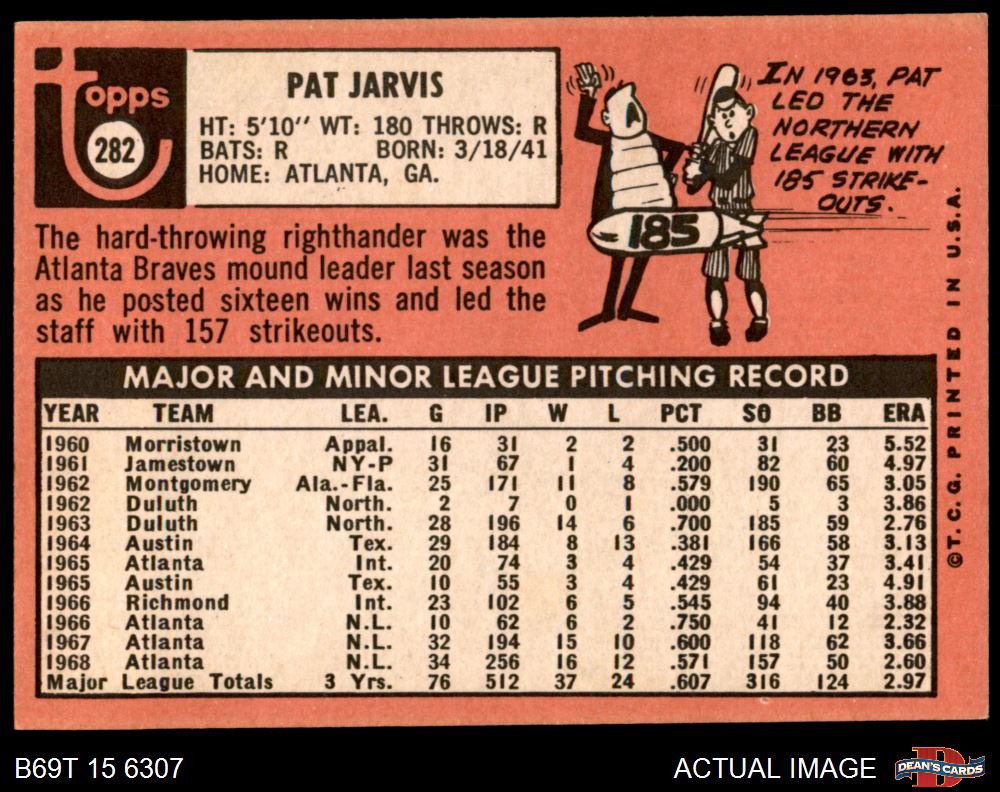 Topps
282
PAT JARVIS
HT: 5'10" WT: 180 THROWS: R
BATS: R BORN: 3/18/41
HOME: ATLANTA, GA.
The hard-throwing righthander was the
Atlanta Braves mound leader last season
as he posted sixteen wins and led the
staff with 157 strikeouts.
A
185
IN 1963, PAT
LED THE
NORTHERN
LEAGUE WITH
185 STRIKE-
OUTS.
MAJOR AND MINOR LEAGUE PITCHING RECORD
YEAR TEAM LEA. G IP W L PCT SO BB ERA
1960 Morristown Appal. 16 31 2 2 .500 31 23 5.52
1961 Jamestown NY-P 31 67 1 4 .200 82 60 4.97
1962 Montgomery Ala.-Fla. 25 171 11 8 .579 190 65 3.05
1962 Duluth North. 2 7 0 1 .000 5 3 3.86
1963 Duluth North. 28 196 14 6 .700 185 59 2.76
1964 Austin Tex. 29 184 8 13 .381 166 58 3.13
1965 Atlanta Int. 20 74 3 4 .429 54 37 3.41
1965 Austin Tex. 10 55 3 4 .429 61 23 4.91
1966 Richmond Int. 23 102 6 5 .545 94 40 3.88
1966 Atlanta N.L. 10 62 6 2 .750 41 12 2.32
1967 Atlanta N.L. 32 194 15 10 .600 118 62 3.66
1968 Atlanta N.L. 34 256 16 12 .571 157 50 2.60
Major League Totals 3 Yrs. 76 512 37 24 .607 316 124 2.97
©T. C. G. PRINTED IN U.S.A.
B69T 15 6307
ACTUAL IMAGE
DEAN'S CARDS